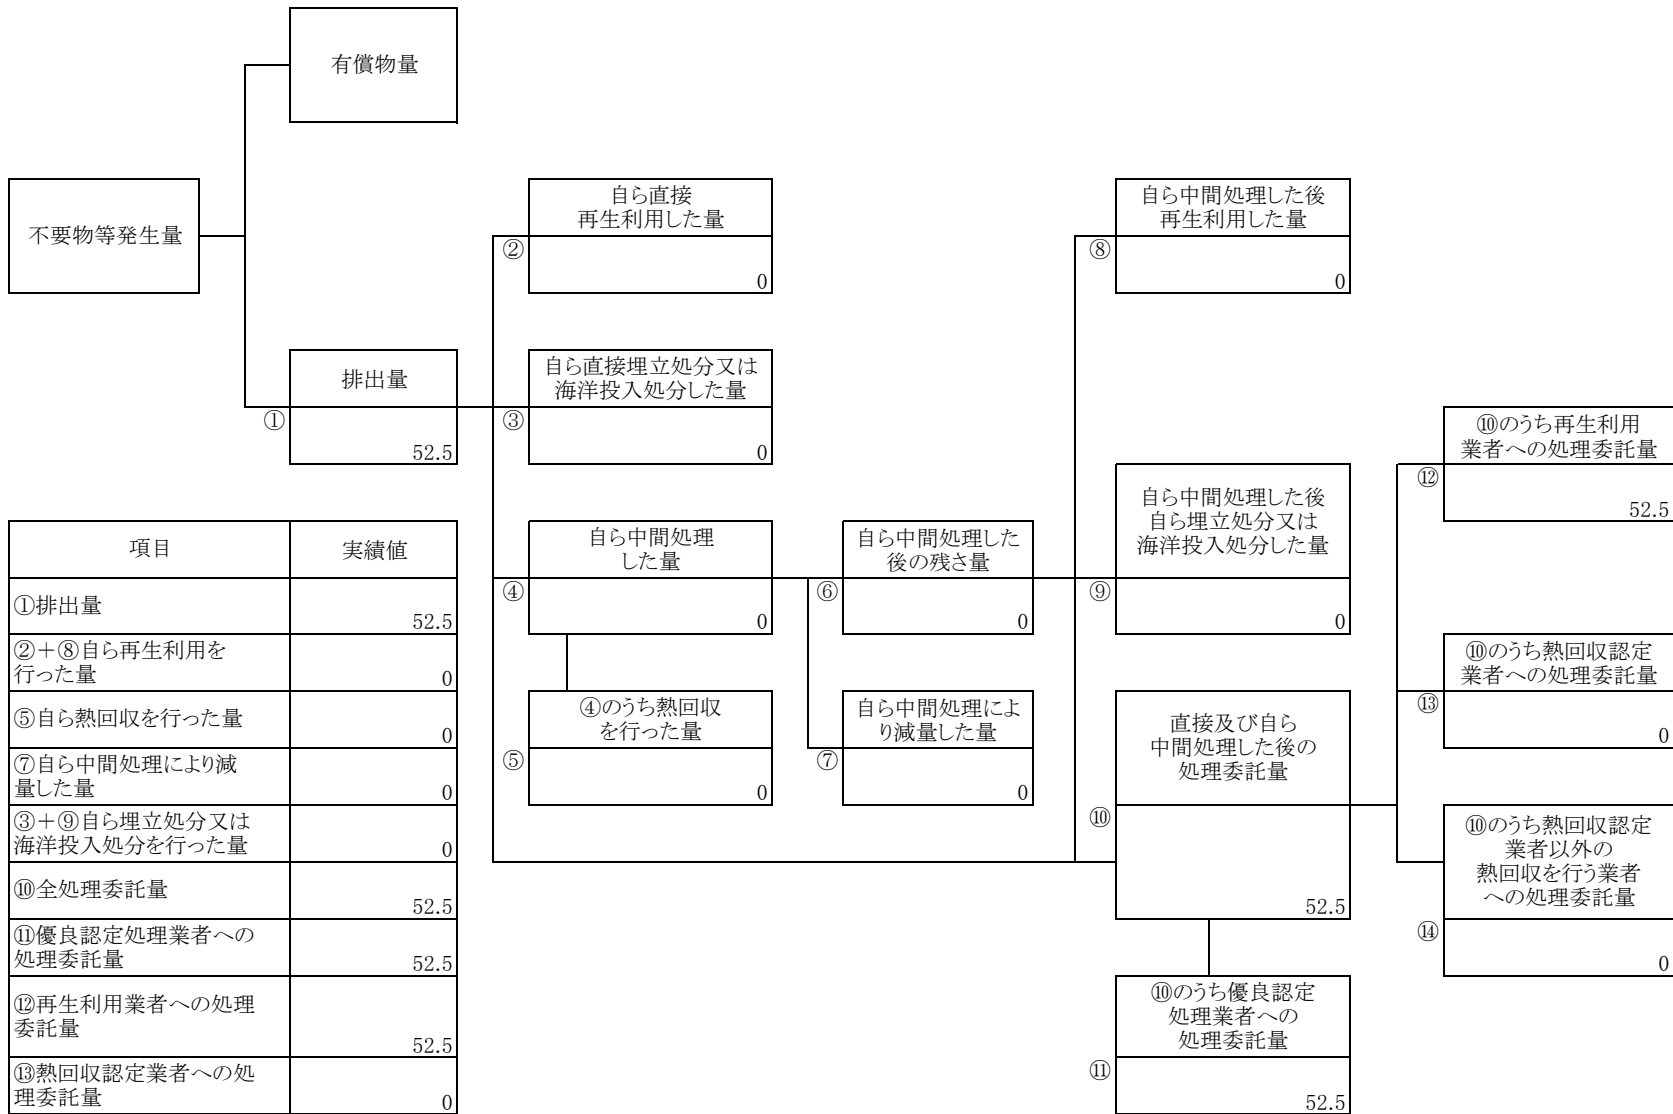 有償物量
不要物等発生量
排出量
①
52.5
自ら直接
再生利用した量
②
0
自ら直接埋立処分又は
海洋投入処分した量
③
0
自ら中間処理
した量
④
0
④のうち熱回収
を行った量
⑤
0
自ら中間処理した
後の残さ量
⑥
0
自ら中間処理によ
り減量した量
⑦
0
自ら中間処理した後
再生利用した量
⑧
0
自ら中間処理した後
自ら埋立処分又は
海洋投入処分した量
⑨
0
直接及び自ら
中間処理した後の
処理委託量
⑩
52.5
⑩のうち優良認定
処理業者への
処理委託量
⑪
52.5
⑩のうち再生利用
業者への処理委託量
⑫
52.5
⑩のうち熱回収認定
業者への処理委託量
⑬
0
⑩のうち熱回収認定
業者以外の
熱回収を行う業者
への処理委託量
⑭
0
項目 実績値
①排出量
52.5
②＋⑧自ら再生利用を
行った量
0
⑤自ら熱回収を行った量
0
⑦自ら中間処理により減
量した量
0
③＋⑨自ら埋立処分又は
海洋投入処分を行った量
0
⑩全処理委託量
52.5
⑪優良認定処理業者への
処理委託量
52.5
⑫再生利用業者への処理
委託量
52.5
⑬熱回収認定業者への処
理委託量
0